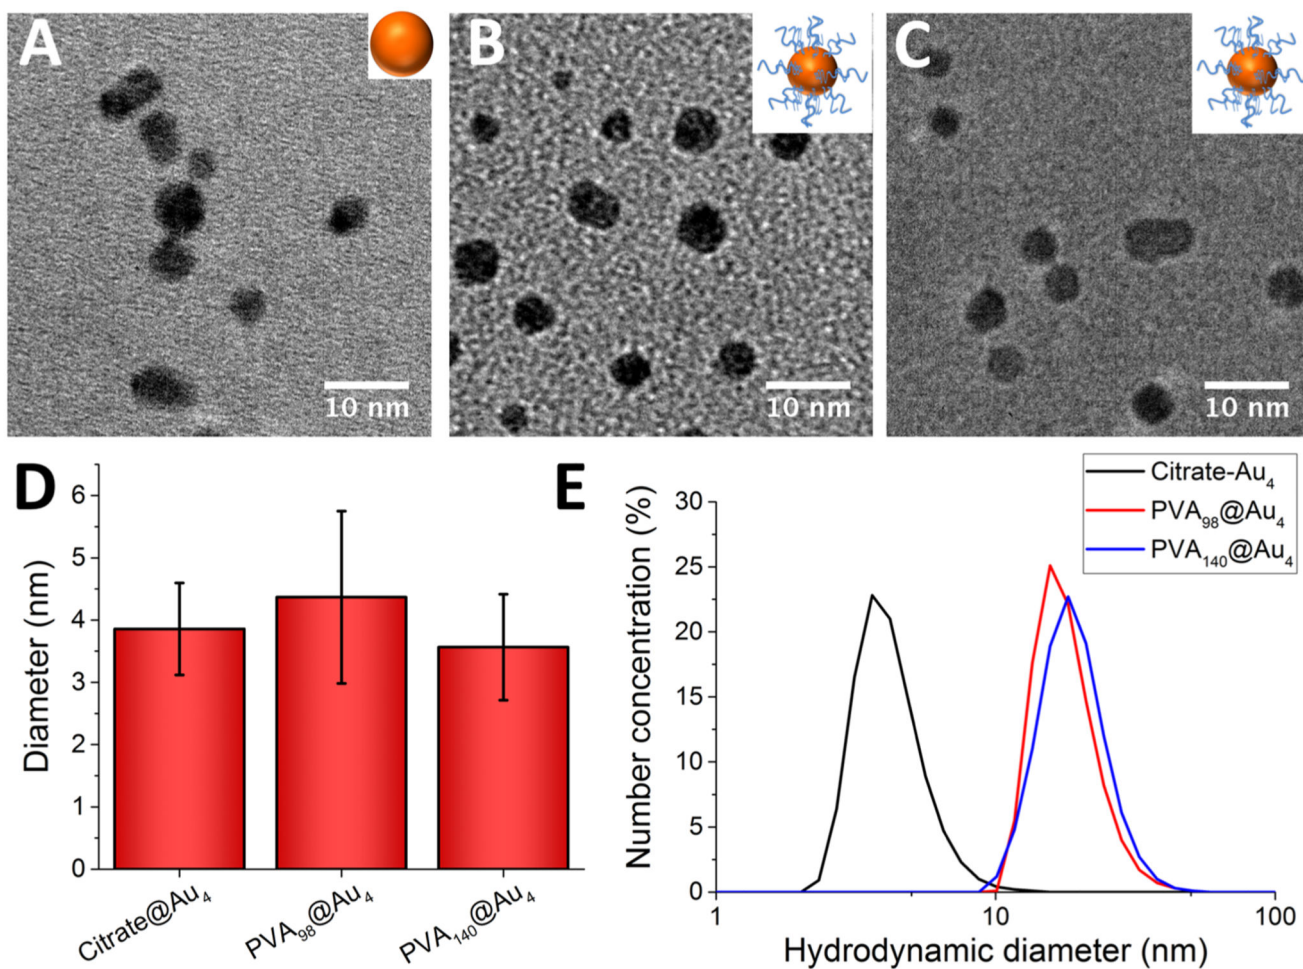 A
B
C
10 nm
10 nm
10 nm
D
E
Diameter (nm)
6
5
4
3
2
1
0
Citrate@Au₄
PVA₉₈@Au₄
PVA₁₄₀@Au₄
Citrate-Au₄
PVA₉₈@Au₄
PVA₁₄₀@Au₄
Number concentration (%)
30
25
20
15
10
5
0
1
10
100
Hydrodynamic diameter (nm)